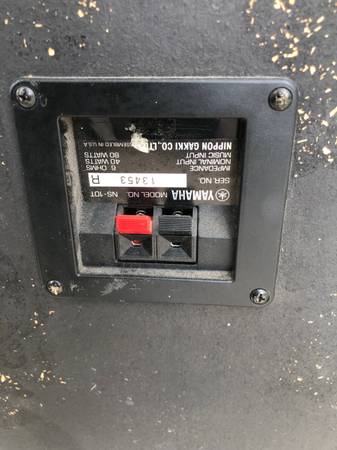 YAMAHA MODEL NO. NS-10T
SER.NO. 13453 R
IMPEDANCE 6 OHMS
NOMINAL INPUT 40 WATTS
MUSIC INPUT 80 WATTS
NIPPON GAKKI CO. ASSEMBLED IN U.S.A